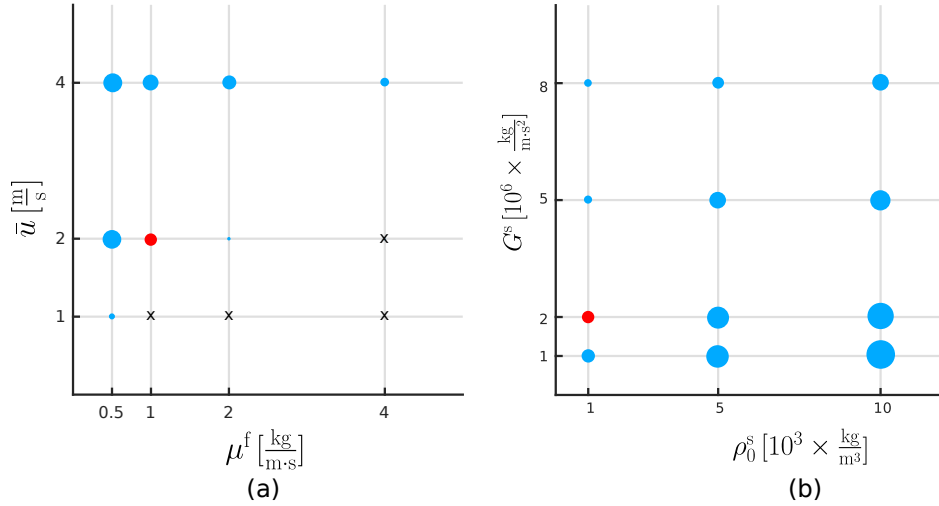 4
2
1
x
x x x
0.5 1 2 4
ū [m/s]
μ^f [kg/m·s]
(a)
8
5
2
1
1 5 10
G^s [10^6 × kg/m·s^2]
ρ_0^s [10^3 × kg/m^3]
(b)